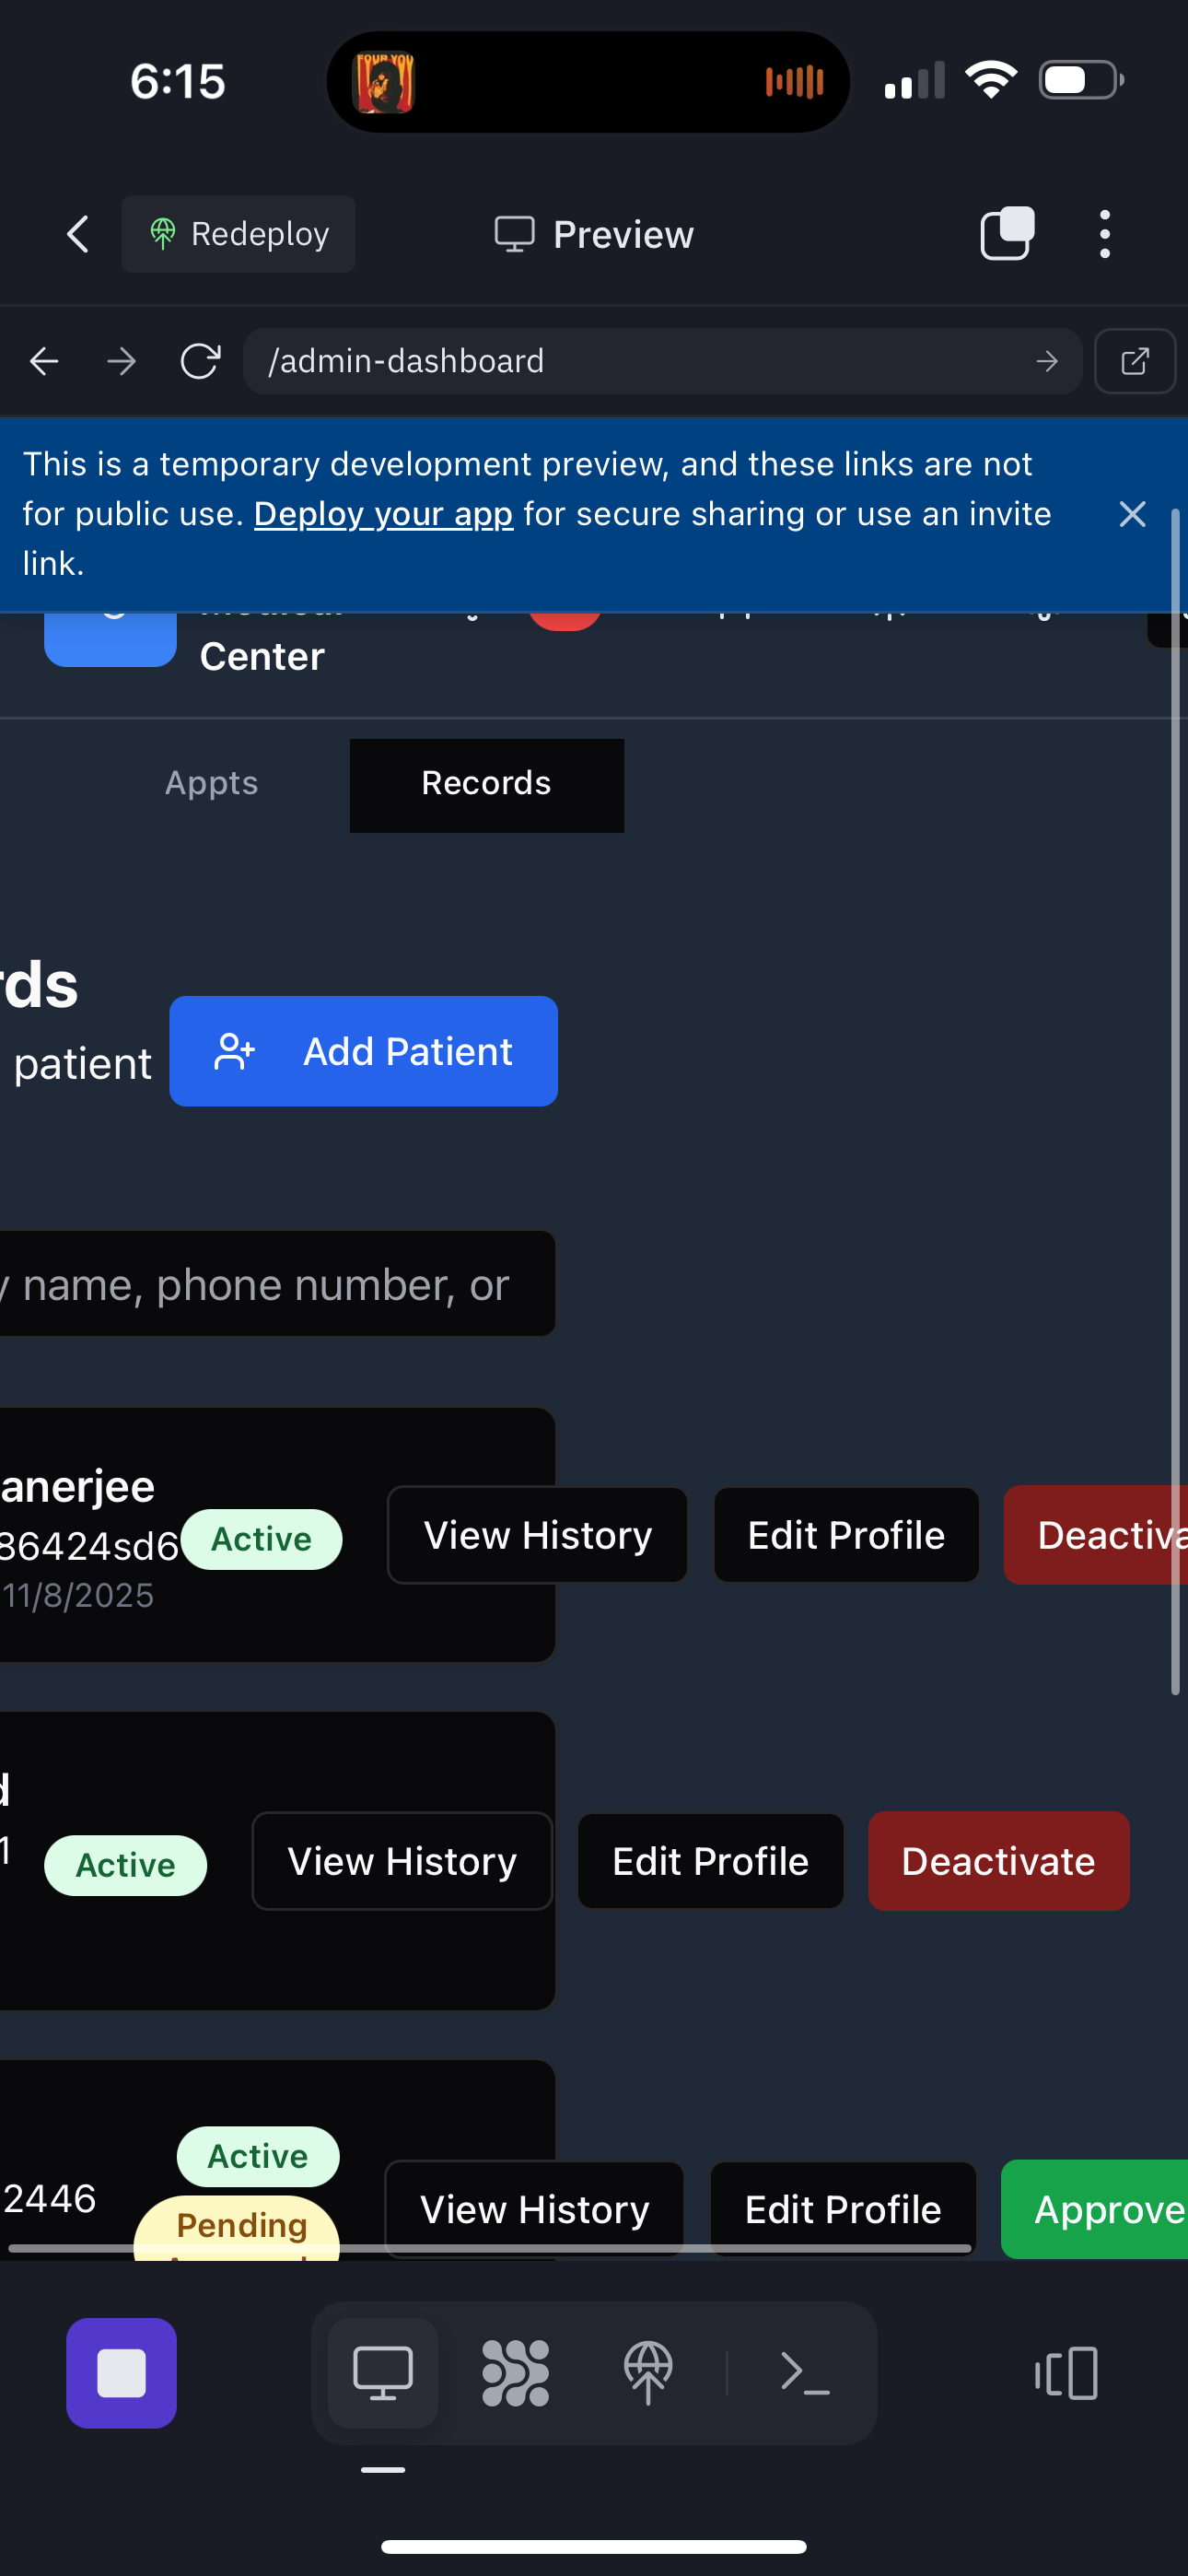 6:15
Redeploy
Preview
/admin-dashboard
This is a temporary development preview, and these links are not
for public use. Deploy your app for secure sharing or use an invite
link.
Center
Appts
Records
rds
patient
Add Patient
y name, phone number, or
anerjee
86424sd6
Active
View History
Edit Profile
Deactiva
11/8/2025
d
1
Active
View History
Edit Profile
Deactivate
Active
2446
Pending
View History
Edit Profile
Approve